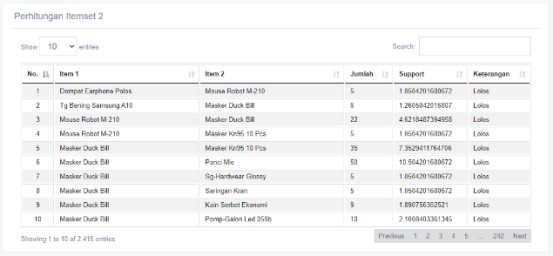 Perhitungan Itemset 2
Show 10 entries Search:
No. Item 1 Item 2 Jumlah Support Keterangan
1 Dompet Earphone Polos Mouse Robot M-210 5 1.0504201680672 Lolos
2 Tg Bening Samsung A10 Masker Duck Bill 6 1.2605042016807 Lolos
3 Mouse Robot M-210 Masker Duck Bill 22 4.6218487394958 Lolos
4 Mouse Robot M-210 Masker Kn95 10 Pcs 5 1.0504201680672 Lolos
5 Masker Duck Bill Masker Kn95 10 Pcs 35 7.3529411764706 Lolos
6 Masker Duck Bill Panci Mie 50 10.504201680672 Lolos
7 Masker Duck Bill Sg-Hardwear Glossy 5 1.0504201680672 Lolos
8 Masker Duck Bill Saringan Kran 5 1.0504201680672 Lolos
9 Masker Duck Bill Kain Serbet Ekonomi 9 1.890756302521 Lolos
10 Masker Duck Bill Pomp-Galon Led 055b 10 2.1008403361345 Lolos
Showing 1 to 10 of 2.415 entries Previous 1 2 3 4 5 ... 242 Next